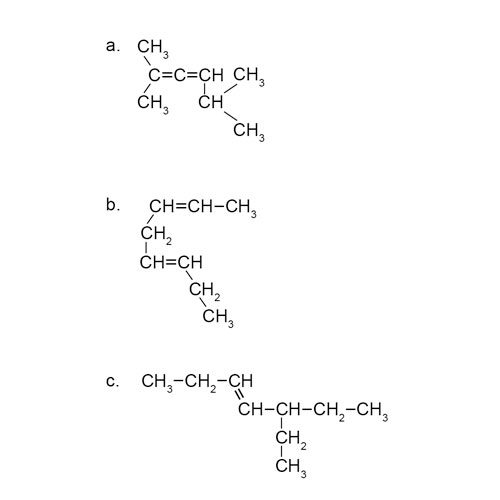 a. CH₃
C=C=CH CH₃
CH₃ CH
CH₃
b. CH=CH-CH₃
CH₂
CH=CH
CH₂
CH₃
c. CH₃-CH₂-CH
CH-CH-CH₂-CH₃
CH₂
CH₃